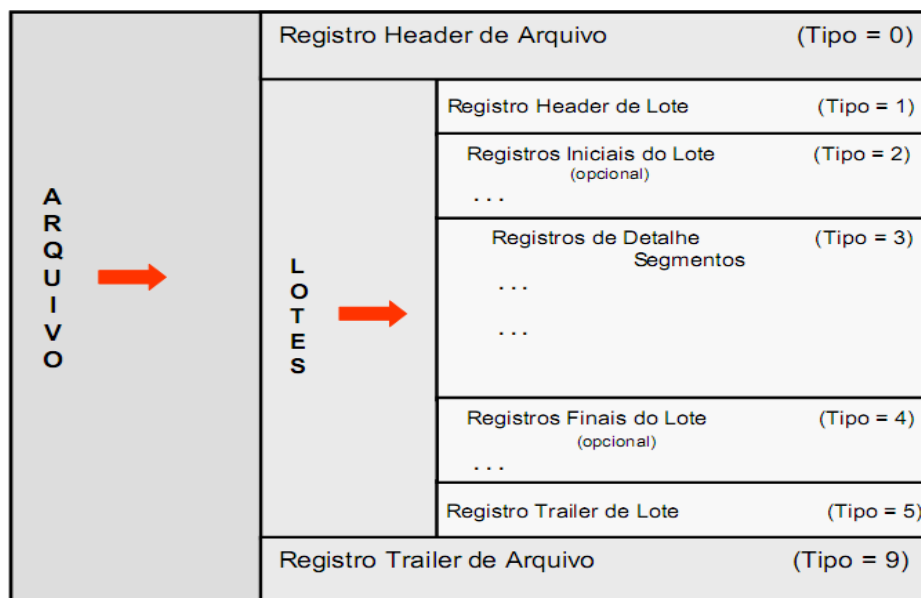 ARQUIVO
Registro Header de Arquivo (Tipo = 0)
LOTES
Registro Header de Lote (Tipo = 1)
Registros Iniciais do Lote (Tipo = 2)
(opcional)
. . .
Registros de Detalhe (Tipo = 3)
Segmentos
. . .
. . .
Registros Finais do Lote (Tipo = 4)
(opcional)
. . .
Registro Trailer de Lote (Tipo = 5)
Registro Trailer de Arquivo (Tipo = 9)